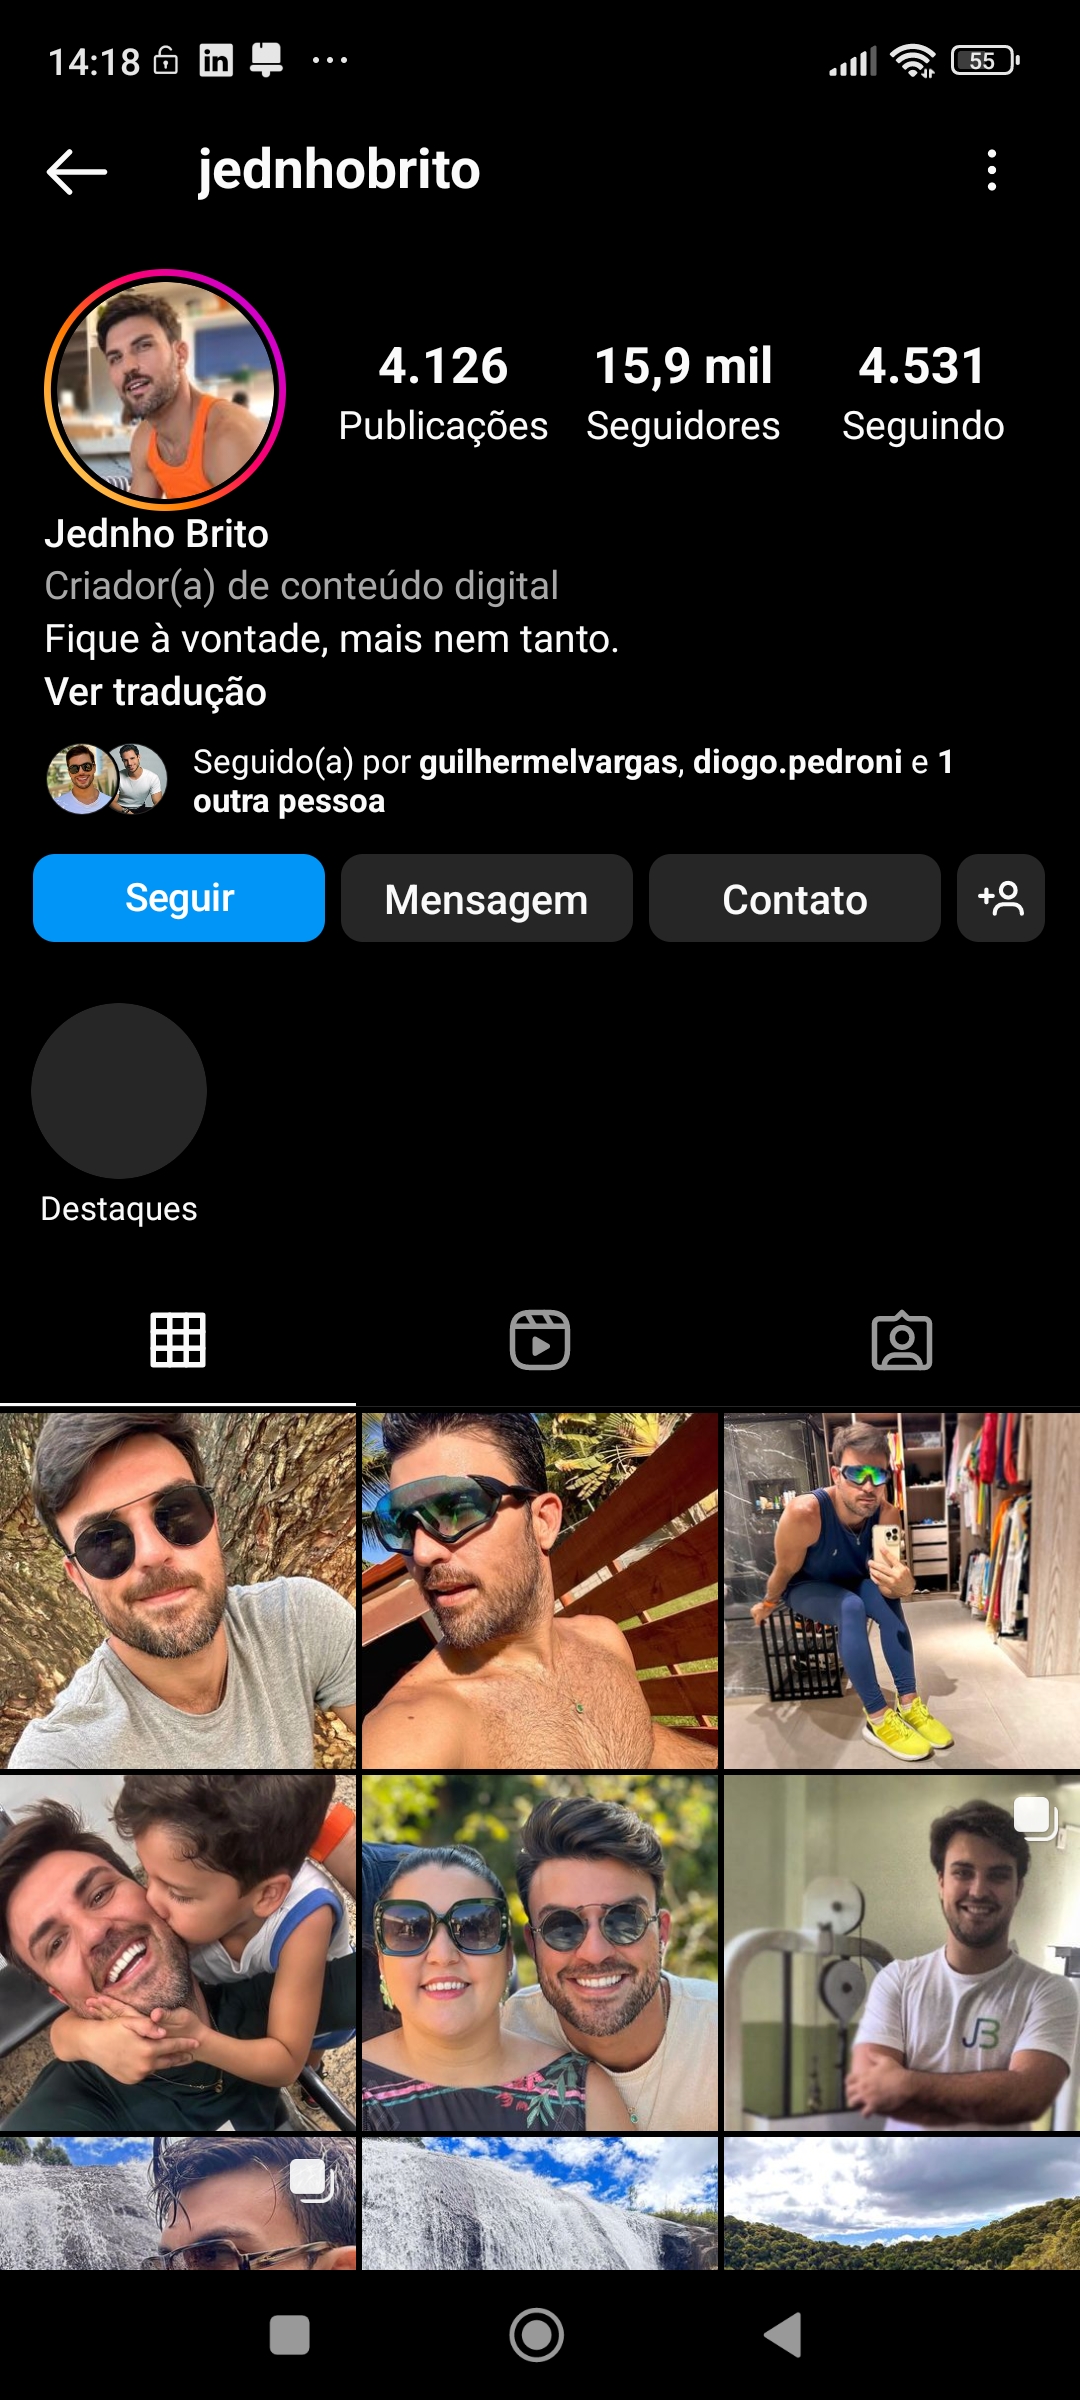 14:18
55
jednhobrito
4.126 15,9 mil 4.531
Publicações Seguidores Seguindo
Jednho Brito
Criador(a) de conteúdo digital
Fique à vontade, mais nem tanto.
Ver tradução
Seguido(a) por guilhermelvargas, diogo.pedroni e 1
outra pessoa
Seguir Mensagem Contato
Destaques
JB